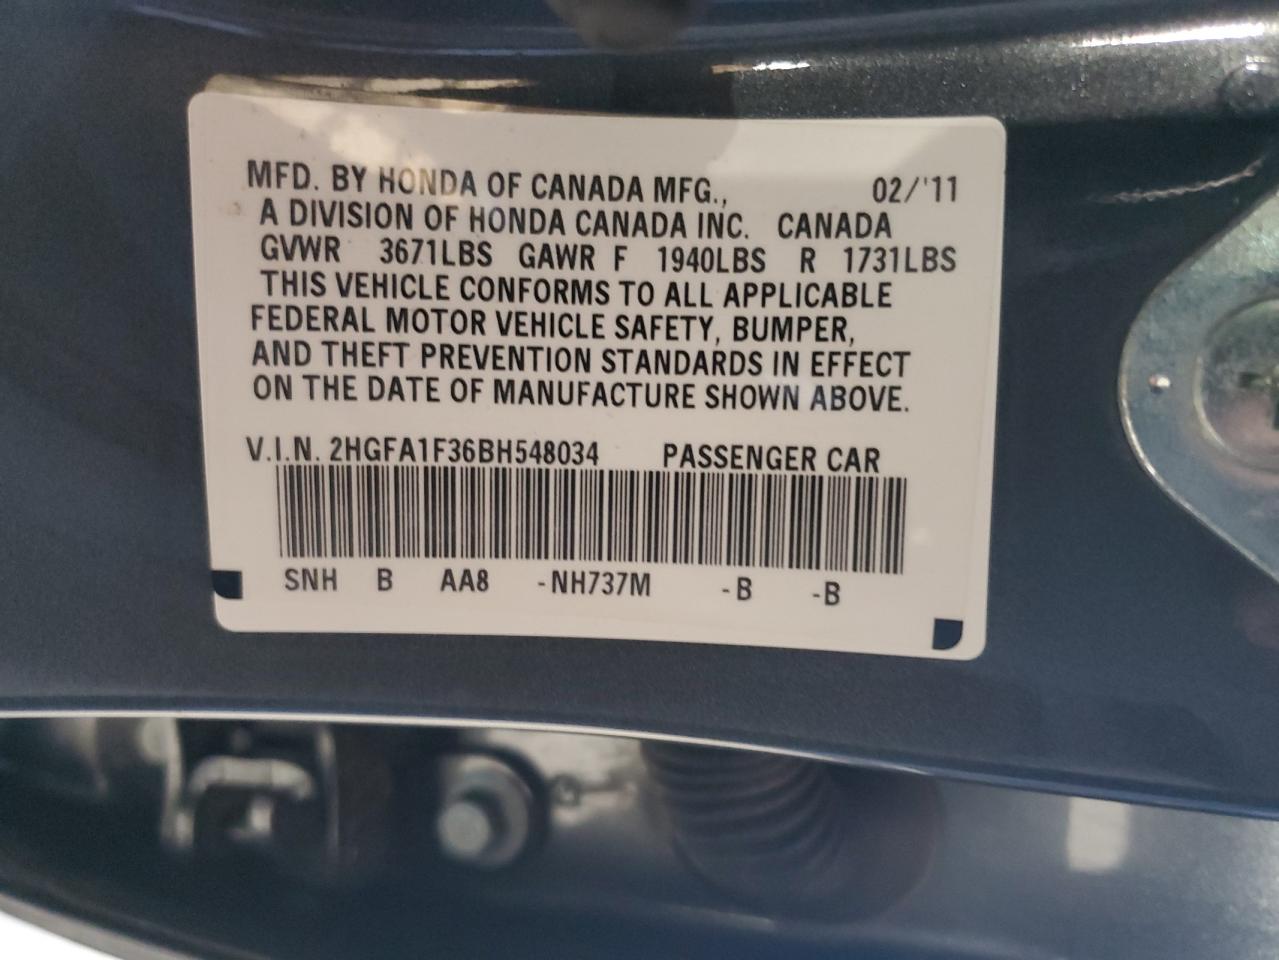 MFD. BY HONDA OF CANADA MFG., 02/'11
A DIVISION OF HONDA CANADA INC. CANADA
GVWR 3671LBS GAWR F 1940LBS R 1731LBS
THIS VEHICLE CONFORMS TO ALL APPLICABLE
FEDERAL MOTOR VEHICLE SAFETY, BUMPER,
AND THEFT PREVENTION STANDARDS IN EFFECT
ON THE DATE OF MANUFACTURE SHOWN ABOVE.
V.I.N. 2HGFA1F36BH548034 PASSENGER CAR
SNH B AA8 -NH737M -B -B